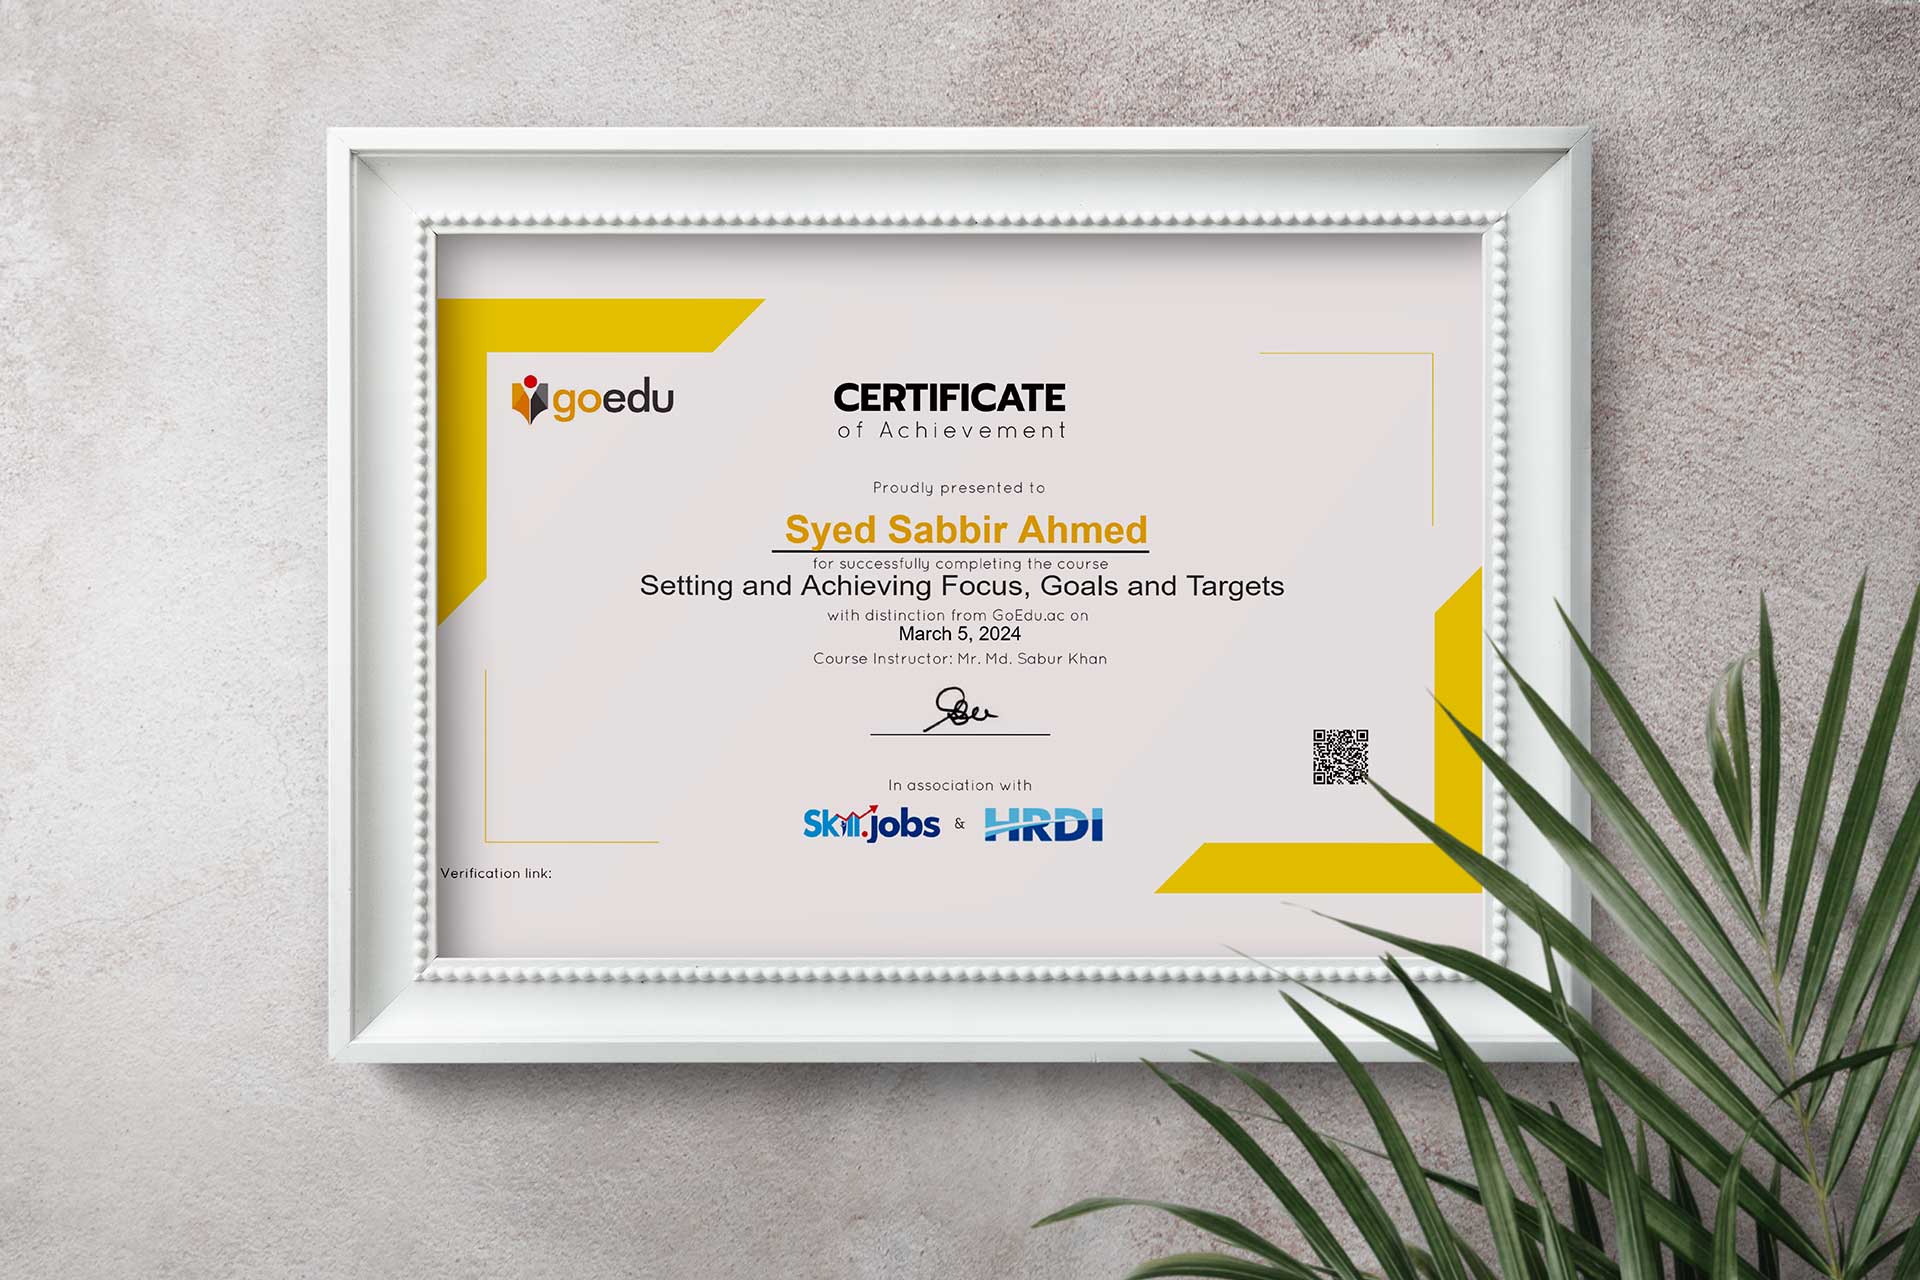 goedu
CERTIFICATE
of Achievement
Proudly presented to
Syed Sabbir Ahmed
for successfully completing the course
Setting and Achieving Focus, Goals and Targets
with distinction from GoEdu.ac on
March 5, 2024
Course Instructor: Mr. Md. Sabur Khan
In association with
Skill.jobs & HRDI
Verification link: